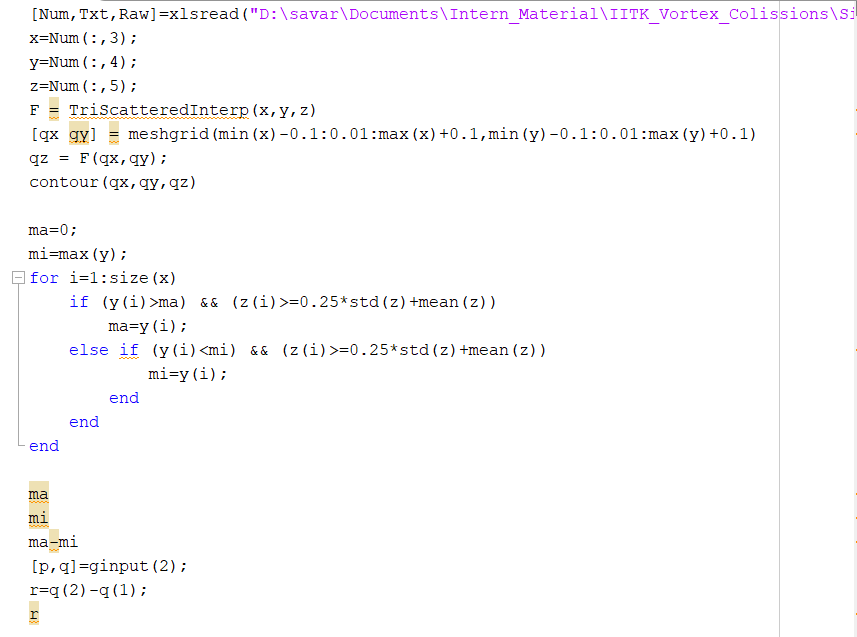 [Num,Txt,Raw]=xlsread("D:\savar\Documents\Intern_Material\IITK_Vortex_Colissions\Si
x=Num(:,3);
y=Num(:,4);
z=Num(:,5);
F = TriScatteredInterp(x,y,z)
[qx qy] = meshgrid(min(x)-0.1:0.01:max(x)+0.1,min(y)-0.1:0.01:max(y)+0.1)
qz = F(qx,qy);
contour(qx,qy,qz)
ma=0;
mi=max(y);
for i=1:size(x)
if (y(i)>ma) && (z(i)>=0.25*std(z)+mean(z))
ma=y(i);
else if (y(i)<mi) && (z(i)>=0.25*std(z)+mean(z))
mi=y(i);
end
end
end
ma
mi
ma-mi
[p,q]=ginput(2);
r=q(2)-q(1);
r